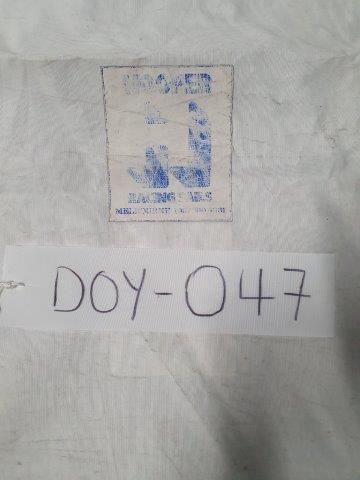 HOOPER
RACING SAILS
MELBOURNE
DOY-047